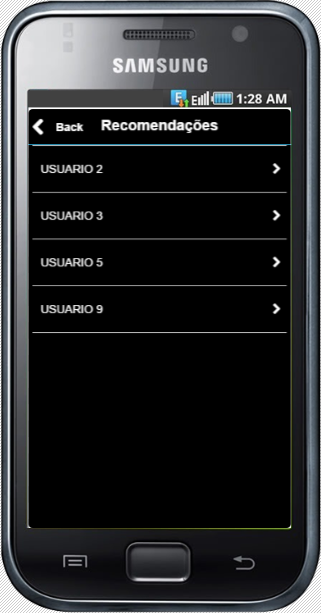 SAMSUNG
E 1:28 AM
Back Recomendações
USUARIO 2
USUARIO 3
USUARIO 5
USUARIO 9